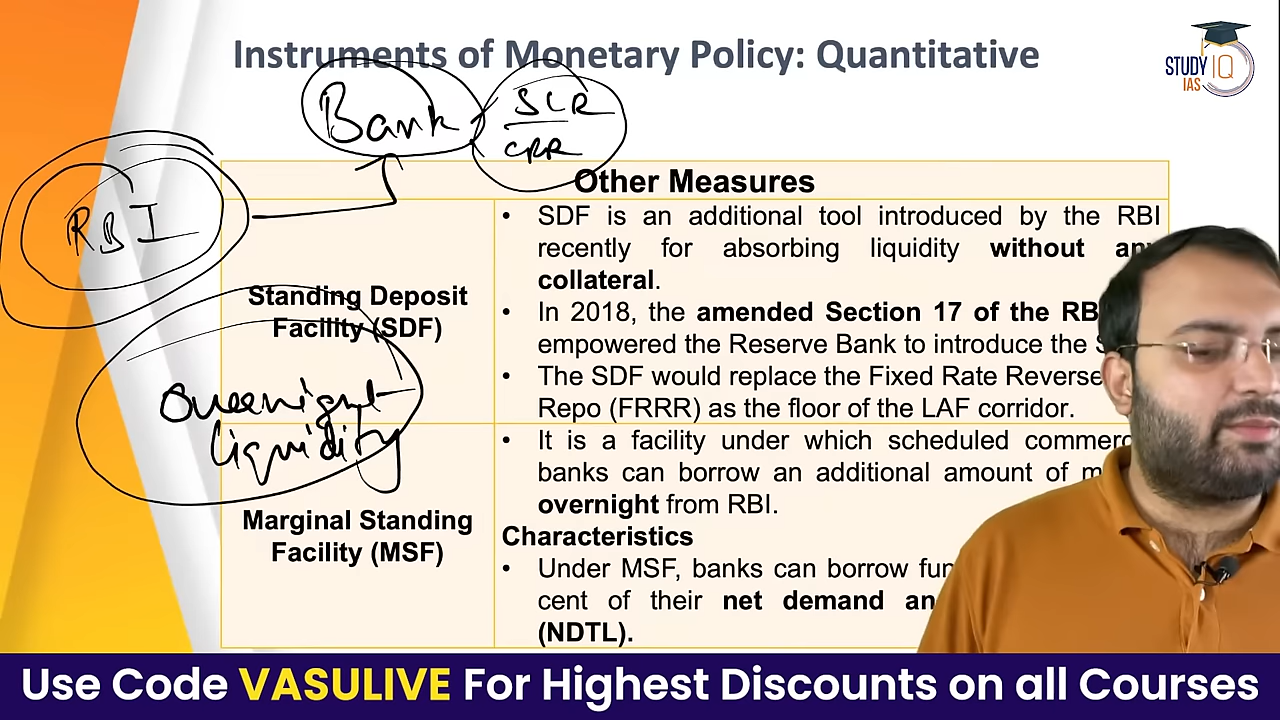 Instruments of Monetary Policy: Quantitative
STUDY IQ
IAS
Bank
SLR
CRR
RBI
Other Measures
Standing Deposit
Facility (SDF)
• SDF is an additional tool introduced by the RBI
recently for absorbing liquidity without any
collateral.
• In 2018, the amended Section 17 of the RB
empowered the Reserve Bank to introduce the S
• The SDF would replace the Fixed Rate Reverse
Repo (FRRR) as the floor of the LAF corridor.
Overnight
liquidity
Marginal Standing
Facility (MSF)
• It is a facility under which scheduled commerc
banks can borrow an additional amount of m
overnight from RBI.
Characteristics
• Under MSF, banks can borrow fun
cent of their net demand an
(NDTL).
Use Code VASULIVE For Highest Discounts on all Courses